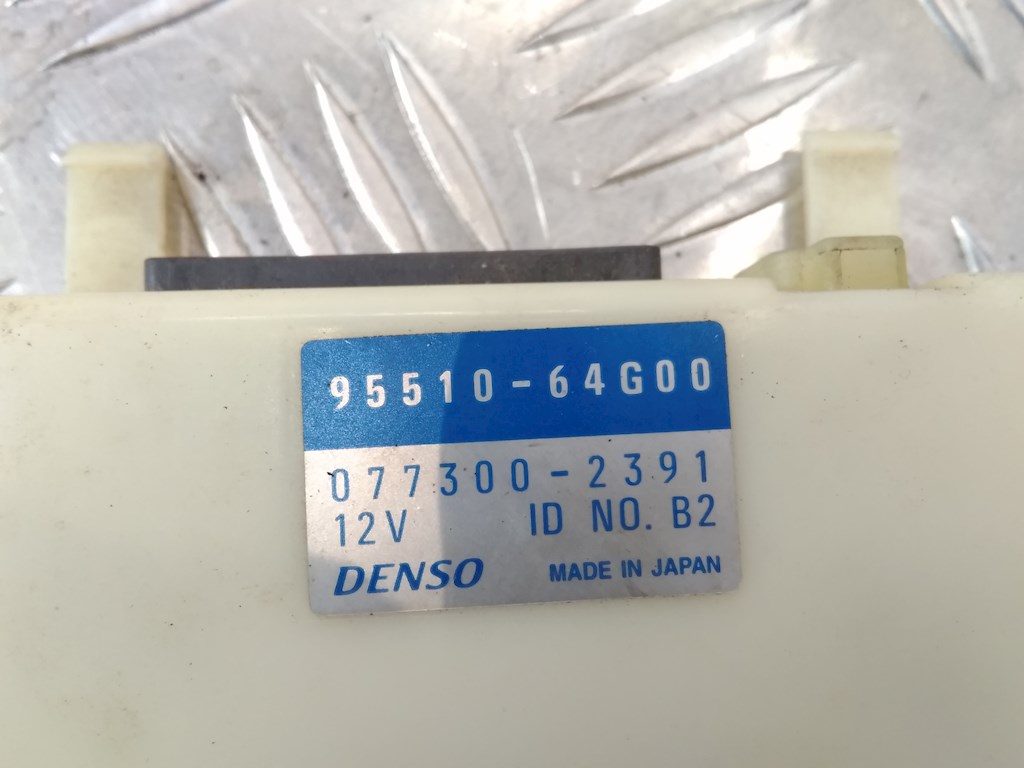 95510-64G00
077300-2391
12V ID NO. B2
DENSO MADE IN JAPAN